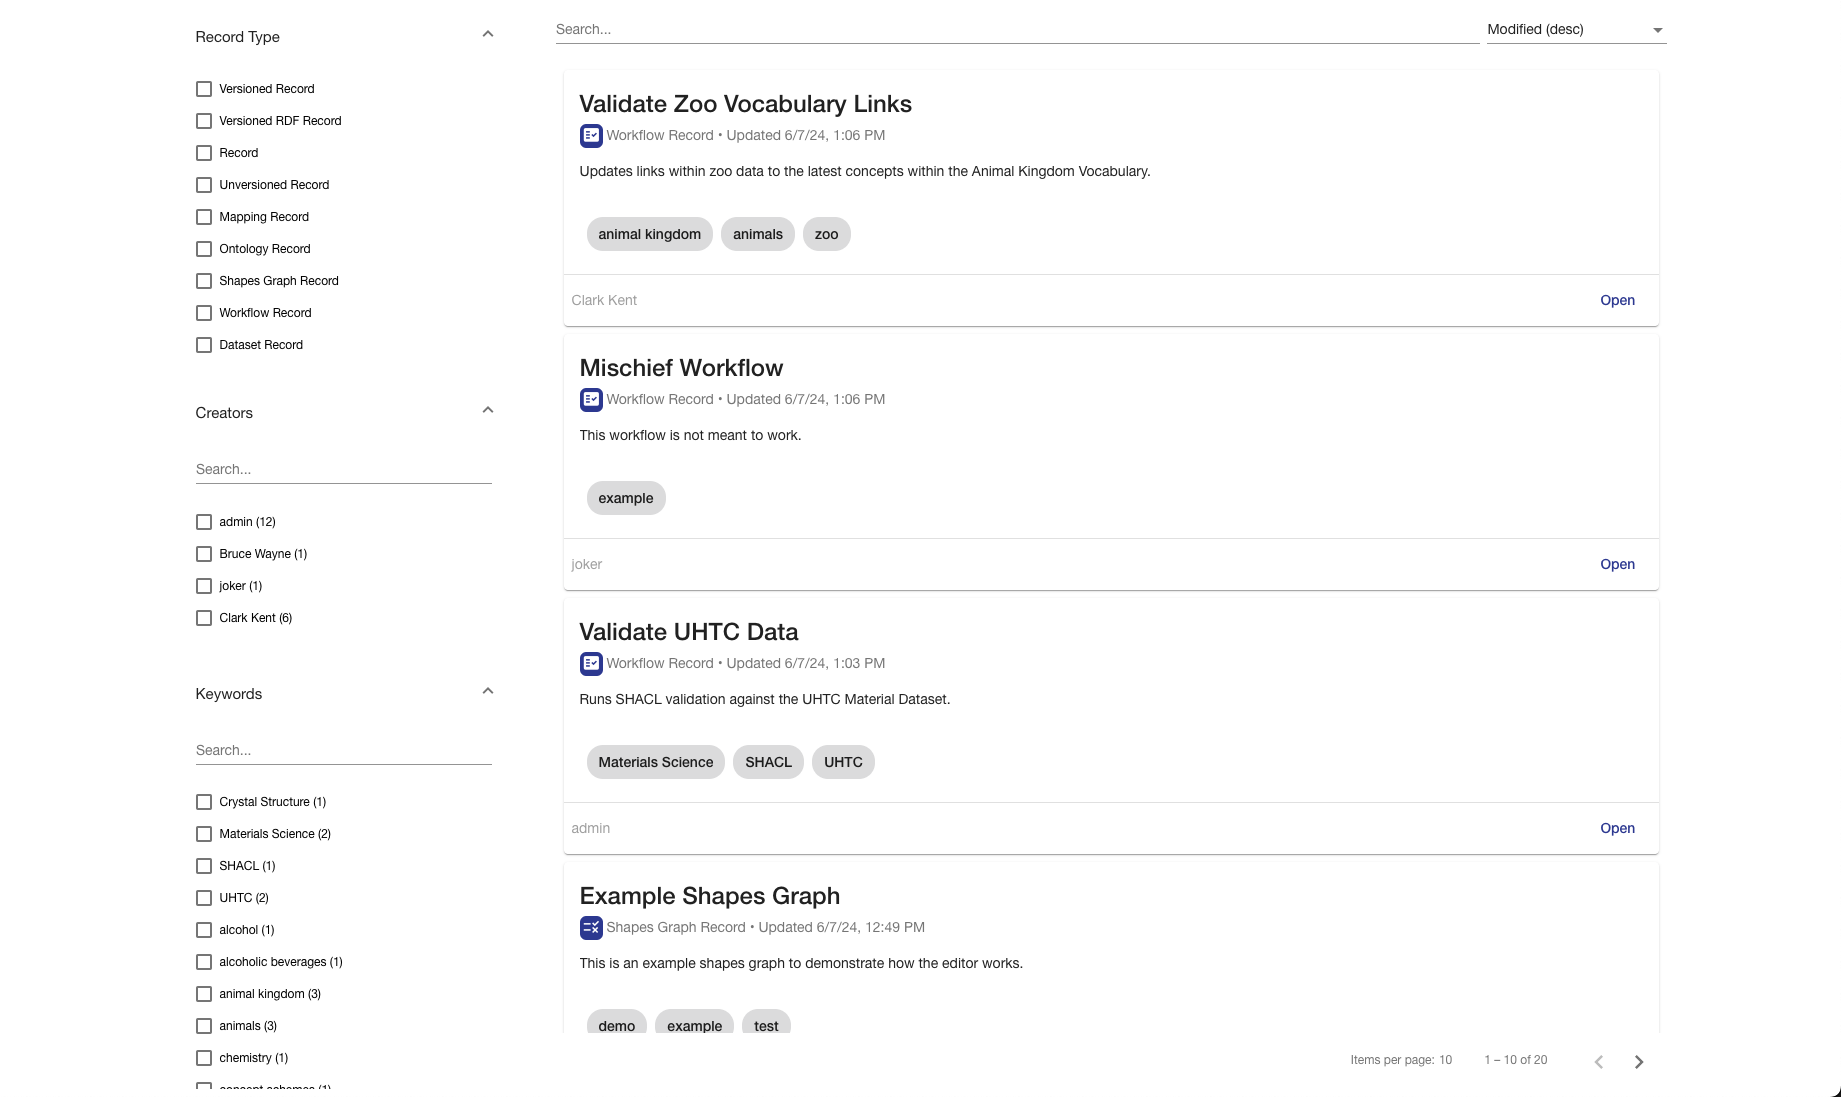 Record Type
Versioned Record
Versioned RDF Record
Record
Unversioned Record
Mapping Record
Ontology Record
Shapes Graph Record
Workflow Record
Dataset Record
Creators
Search...
admin (12)
Bruce Wayne (1)
joker (1)
Clark Kent (6)
Keywords
Search...
Crystal Structure (1)
Materials Science (2)
SHACL (1)
UHTC (2)
alcohol (1)
alcoholic beverages (1)
animal kingdom (3)
animals (3)
chemistry (1)
concept schemes (1)
Search...
Modified (desc)
Validate Zoo Vocabulary Links
Workflow Record • Updated 6/7/24, 1:06 PM
Updates links within zoo data to the latest concepts within the Animal Kingdom Vocabulary.
animal kingdom animals zoo
Clark Kent Open
Mischief Workflow
Workflow Record • Updated 6/7/24, 1:06 PM
This workflow is not meant to work.
example
joker Open
Validate UHTC Data
Workflow Record • Updated 6/7/24, 1:03 PM
Runs SHACL validation against the UHTC Material Dataset.
Materials Science SHACL UHTC
admin Open
Example Shapes Graph
Shapes Graph Record • Updated 6/7/24, 12:49 PM
This is an example shapes graph to demonstrate how the editor works.
demo example test
Items per page: 10 1 – 10 of 20